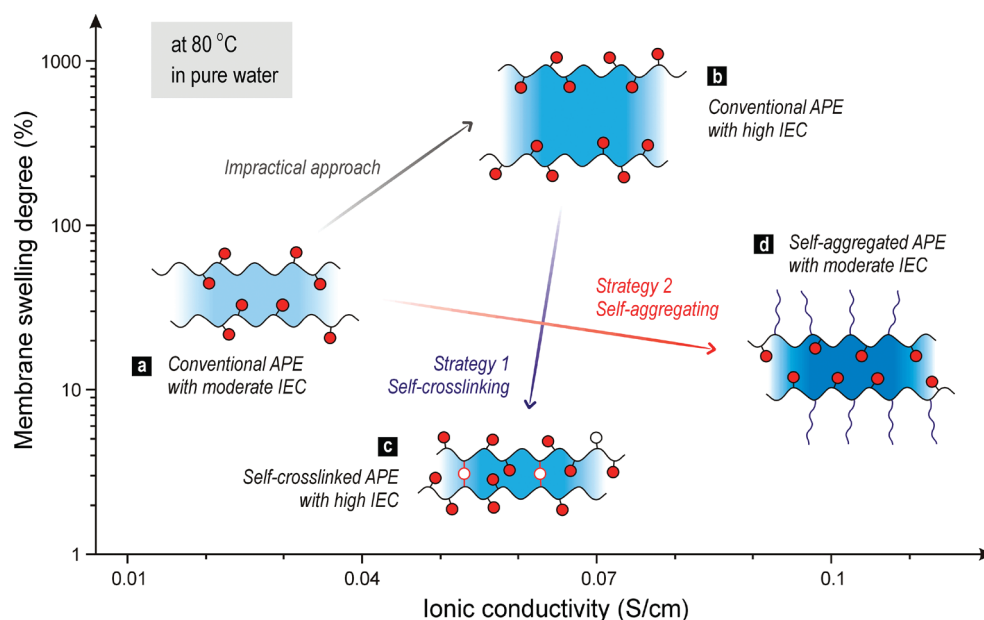 at 80 °C
in pure water
Membrane swelling degree (%)
1000
100
10
1
b
Conventional APE
with high IEC
Impractical approach
a
Conventional APE
with moderate IEC
Strategy 2
Self-aggregating
d
Self-aggregated APE
with moderate IEC
Strategy 1
Self-crosslinking
c
Self-crosslinked APE
with high IEC
0.01
0.04
0.07
0.1
Ionic conductivity (S/cm)